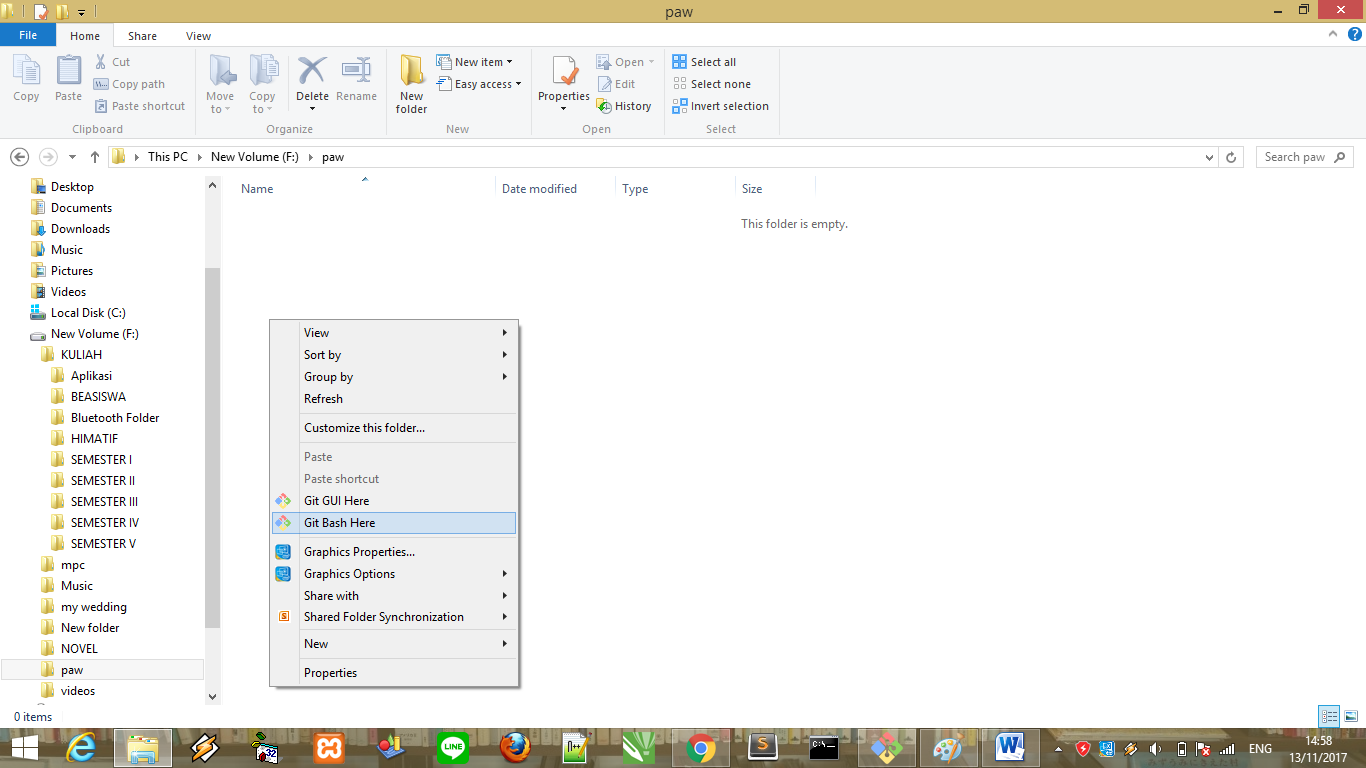 paw
File Home Share View
Copy
Paste
Cut
Copy path
Paste shortcut
Clipboard
Move to
Copy to
Delete
Rename
Organize
New folder
New item
Easy access
New
Properties
Open
Edit
History
Open
Select all
Select none
Invert selection
Select
This PC New Volume (F:) paw
Search paw
Desktop
Documents
Downloads
Music
Pictures
Videos
Local Disk (C:)
New Volume (F:)
KULIAH
Aplikasi
BEASISWA
Bluetooth Folder
HIMATIF
SEMESTER I
SEMESTER II
SEMESTER III
SEMESTER IV
SEMESTER V
mpc
Music
my wedding
New folder
NOVEL
paw
videos
Name Date modified Type Size
This folder is empty.
View
Sort by
Group by
Refresh
Customize this folder...
Paste
Paste shortcut
Git GUI Here
Git Bash Here
Graphics Properties...
Graphics Options
Share with
Shared Folder Synchronization
New
Properties
0 items
32
LINE
ENG
14:58
13/11/2017